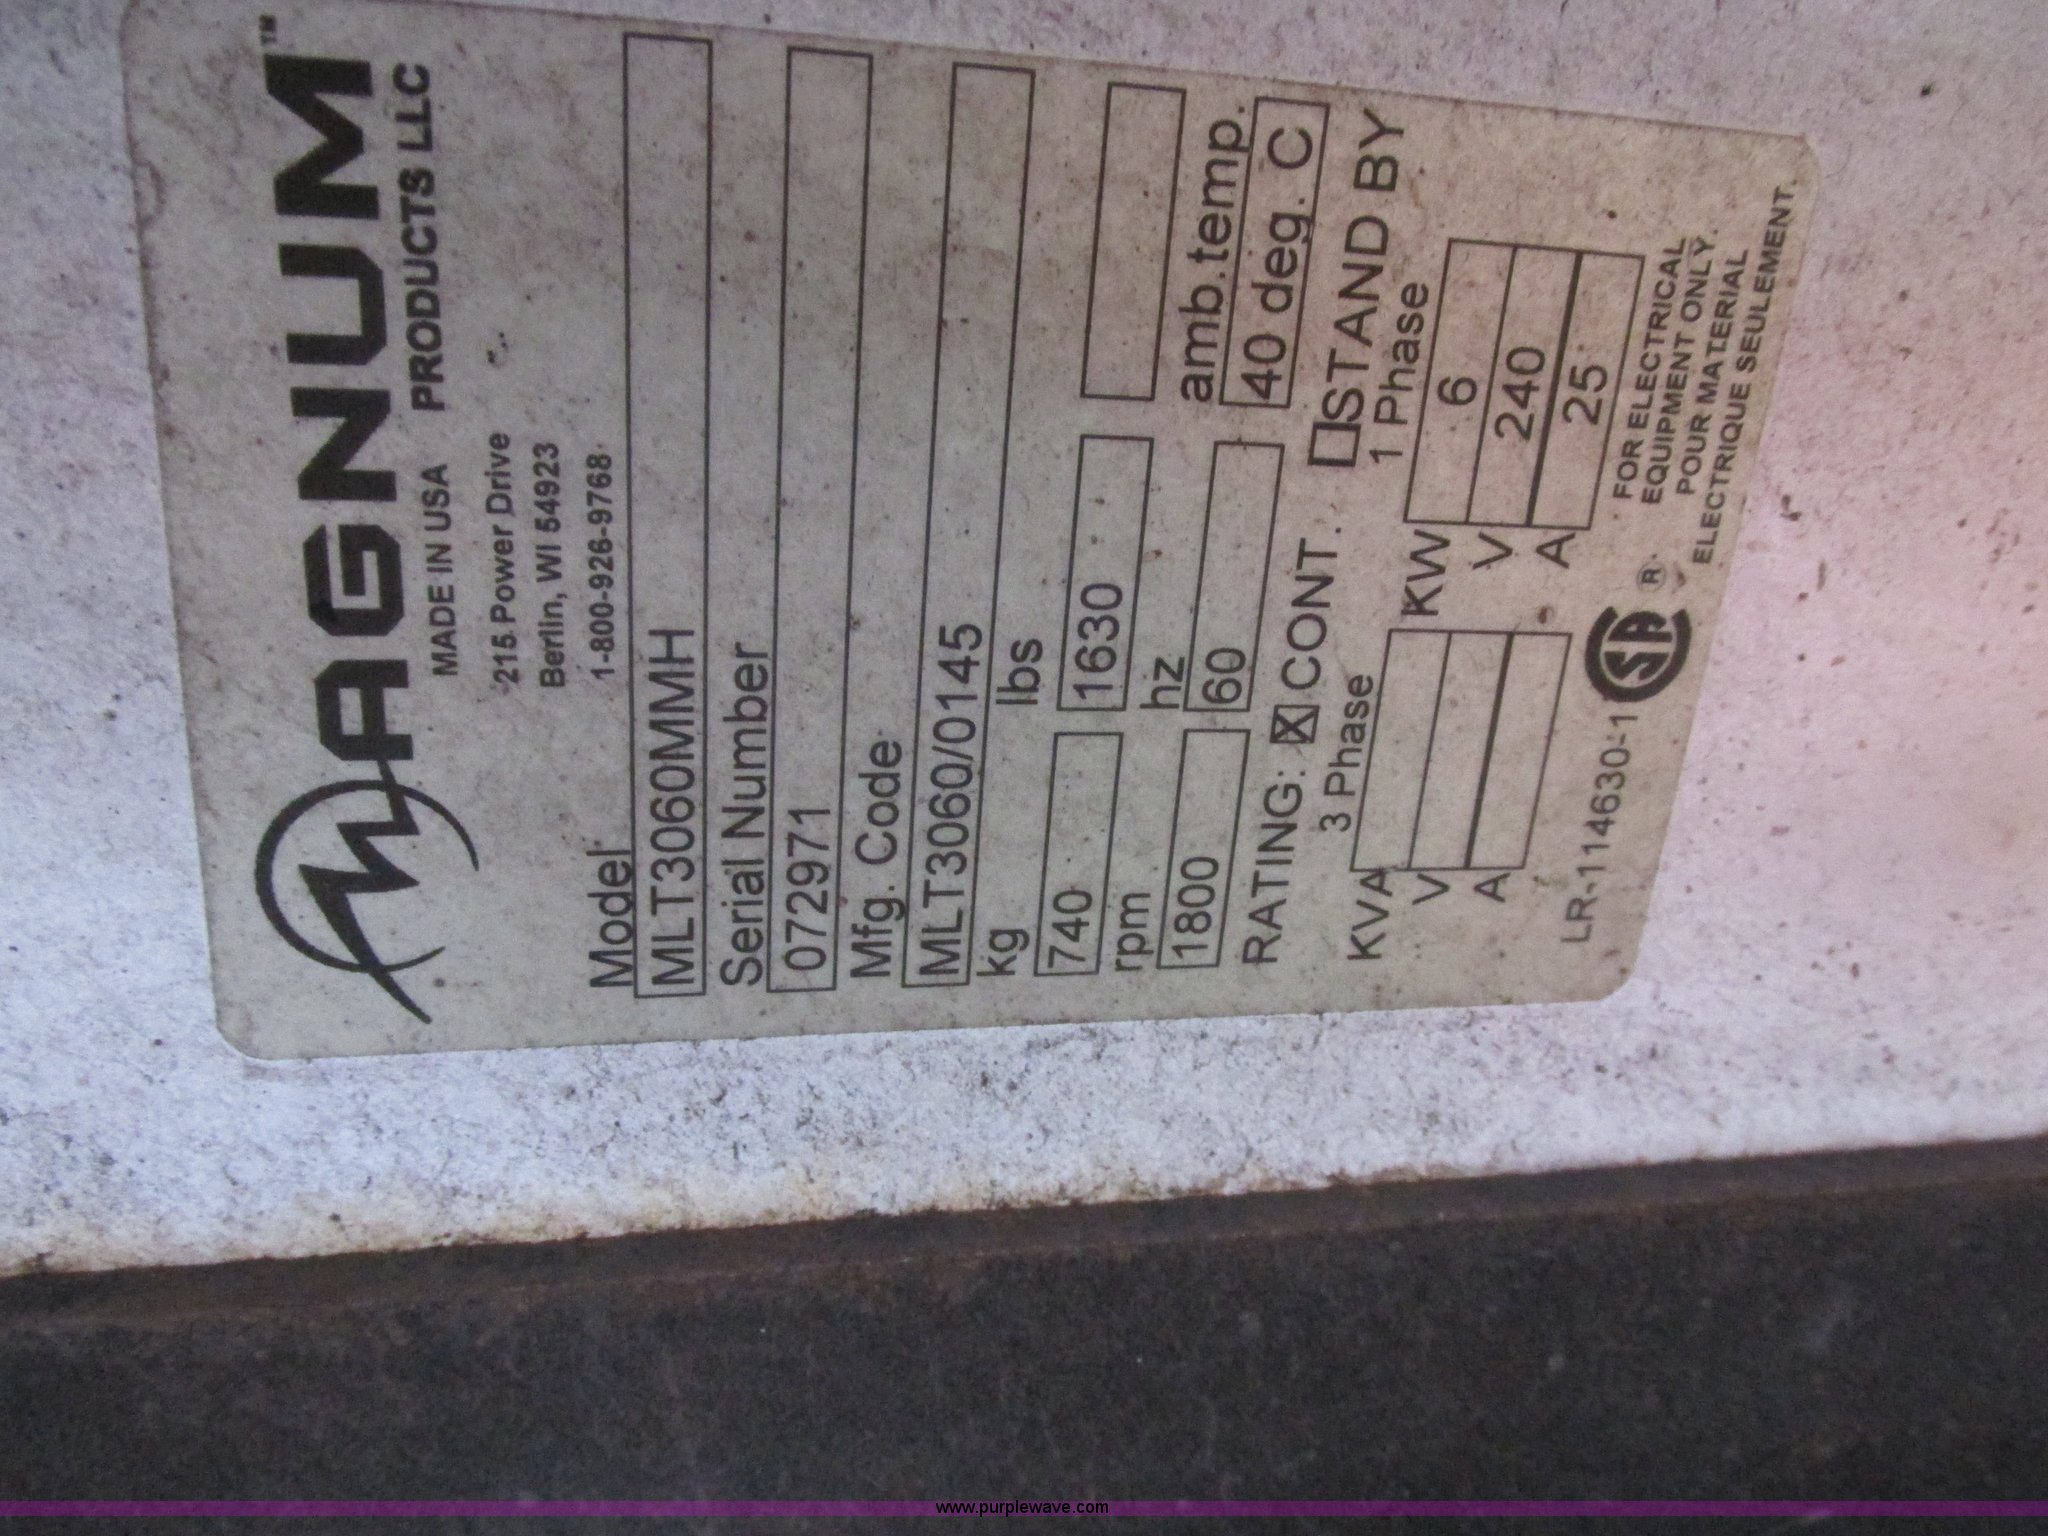 MAGNUM™
MADE IN USA PRODUCTS LLC
215 Power Drive
Berlin, WI 54923
1-800-926-9768
Model
MLT3060MMH
Serial Number
072971
Mfg. Code
MLT3060/0145
kg lbs
740 1630
rpm hz amb.temp.
1800 60 40 deg. C
RATING: ☒ CONT. ☐ STAND BY
3 Phase 1 Phase
KVA KW 6
V V 240
A A 25
LR-114630-1 SA ®
FOR ELECTRICAL
EQUIPMENT ONLY.
POUR MATERIAL
ELECTRIQUE SEULEMENT.
www.purplewave.com